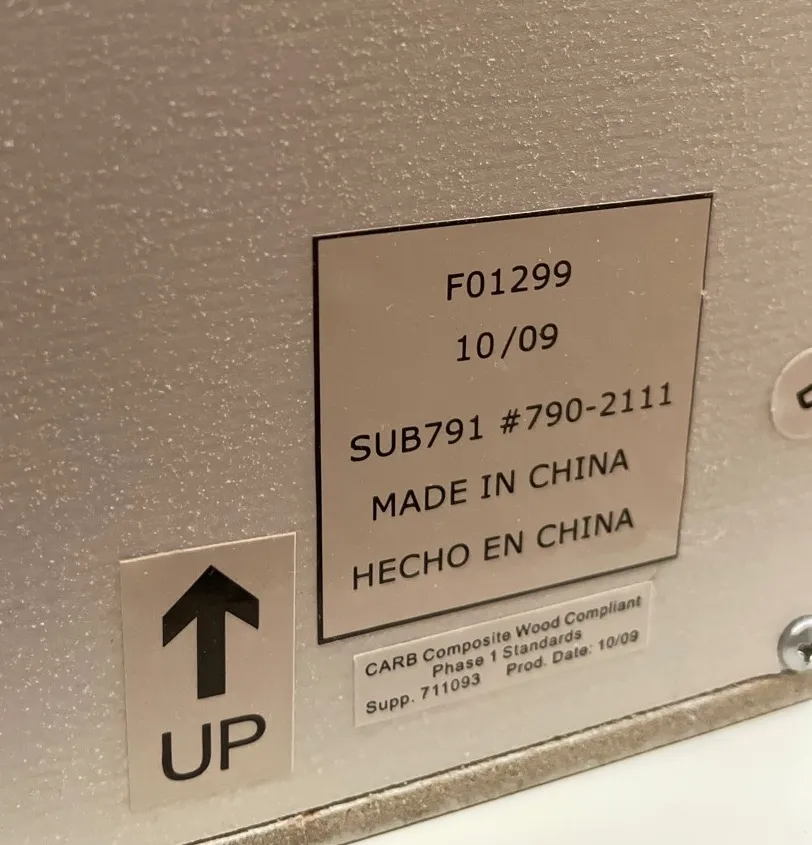 F01299
10/09
SUB791 #790-2111
MADE IN CHINA
HECHO EN CHINA
CARB Composite Wood Compliant
Phase 1 Standards
Supp. 711093 Prod. Date: 10/09
UP